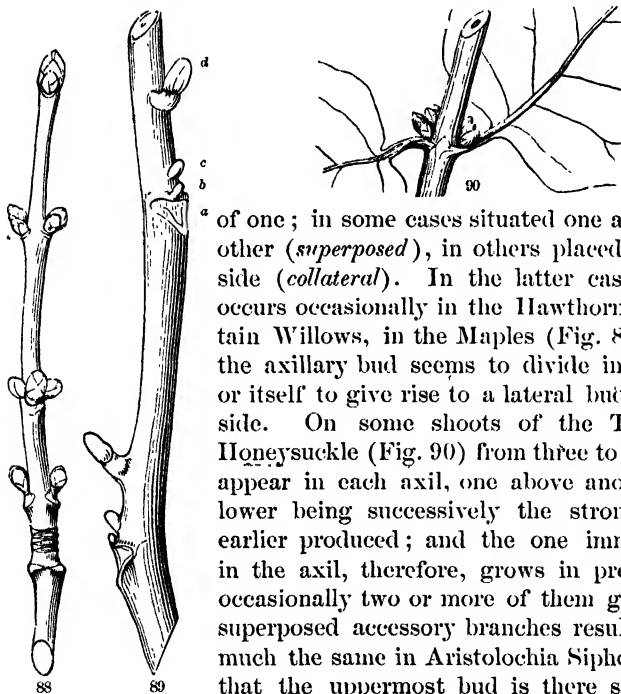 d
c
b
a
90
of one ; in some cases situated one a
other (superposed), in others placed
side (collateral). In the latter cas
occurs occasionally in the Hawthorn
tain Willows, in the Maples (Fig. 8
the axillary bud seems to divide in
or itself to give rise to a lateral bud
side. On some shoots of the T
Honeysuckle (Fig. 90) from three to
appear in each axil, one above ano
lower being successively the stron
earlier produced ; and the one imm
in the axil, therefore, grows in pre
occasionally two or more of them g
superposed accessory branches resul
much the same in Aristolochia Sipho
that the uppermost bud is there s
88
89